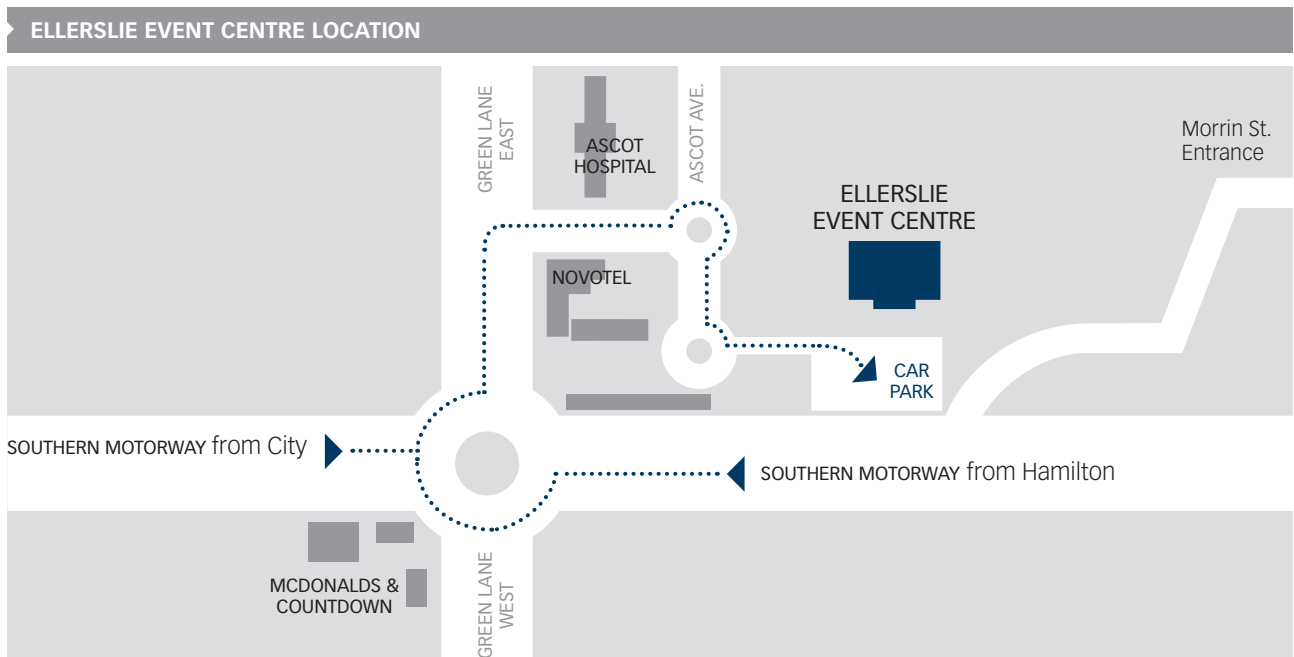 ELLERSLIE EVENT CENTRE LOCATION
GREEN LANE
EAST
ASCOT AVE.
ASCOT
HOSPITAL
Morrin St.
Entrance
ELLERSLIE
EVENT CENTRE
NOVOTEL
CAR
PARK
SOUTHERN MOTORWAY from City
SOUTHERN MOTORWAY from Hamilton
MCDONALDS &
COUNTDOWN
GREEN LANE
WEST